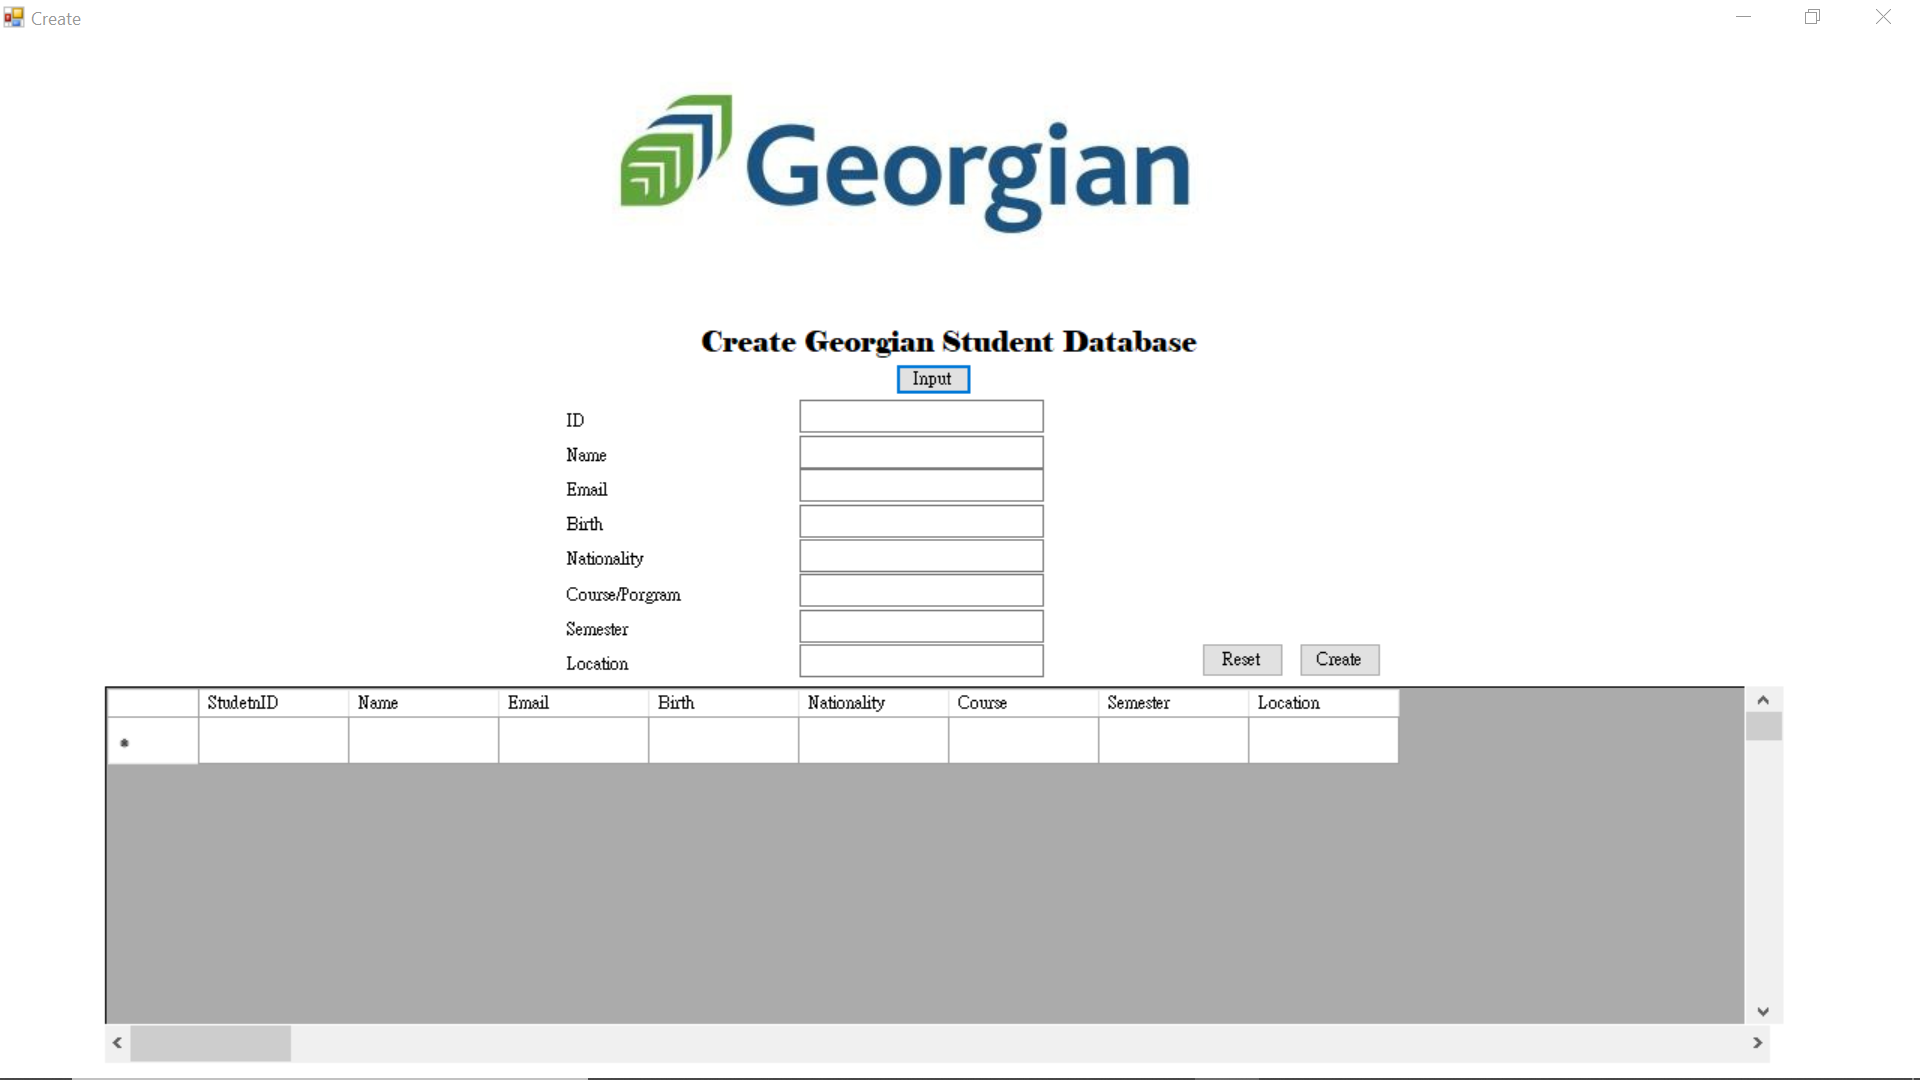 Create
Georgian
Create Georgian Student Database
Input
ID
Name
Email
Birth
Nationality
Course/Porgram
Semester
Location
Reset Create
StudetnID Name Email Birth Nationality Course Semester Location